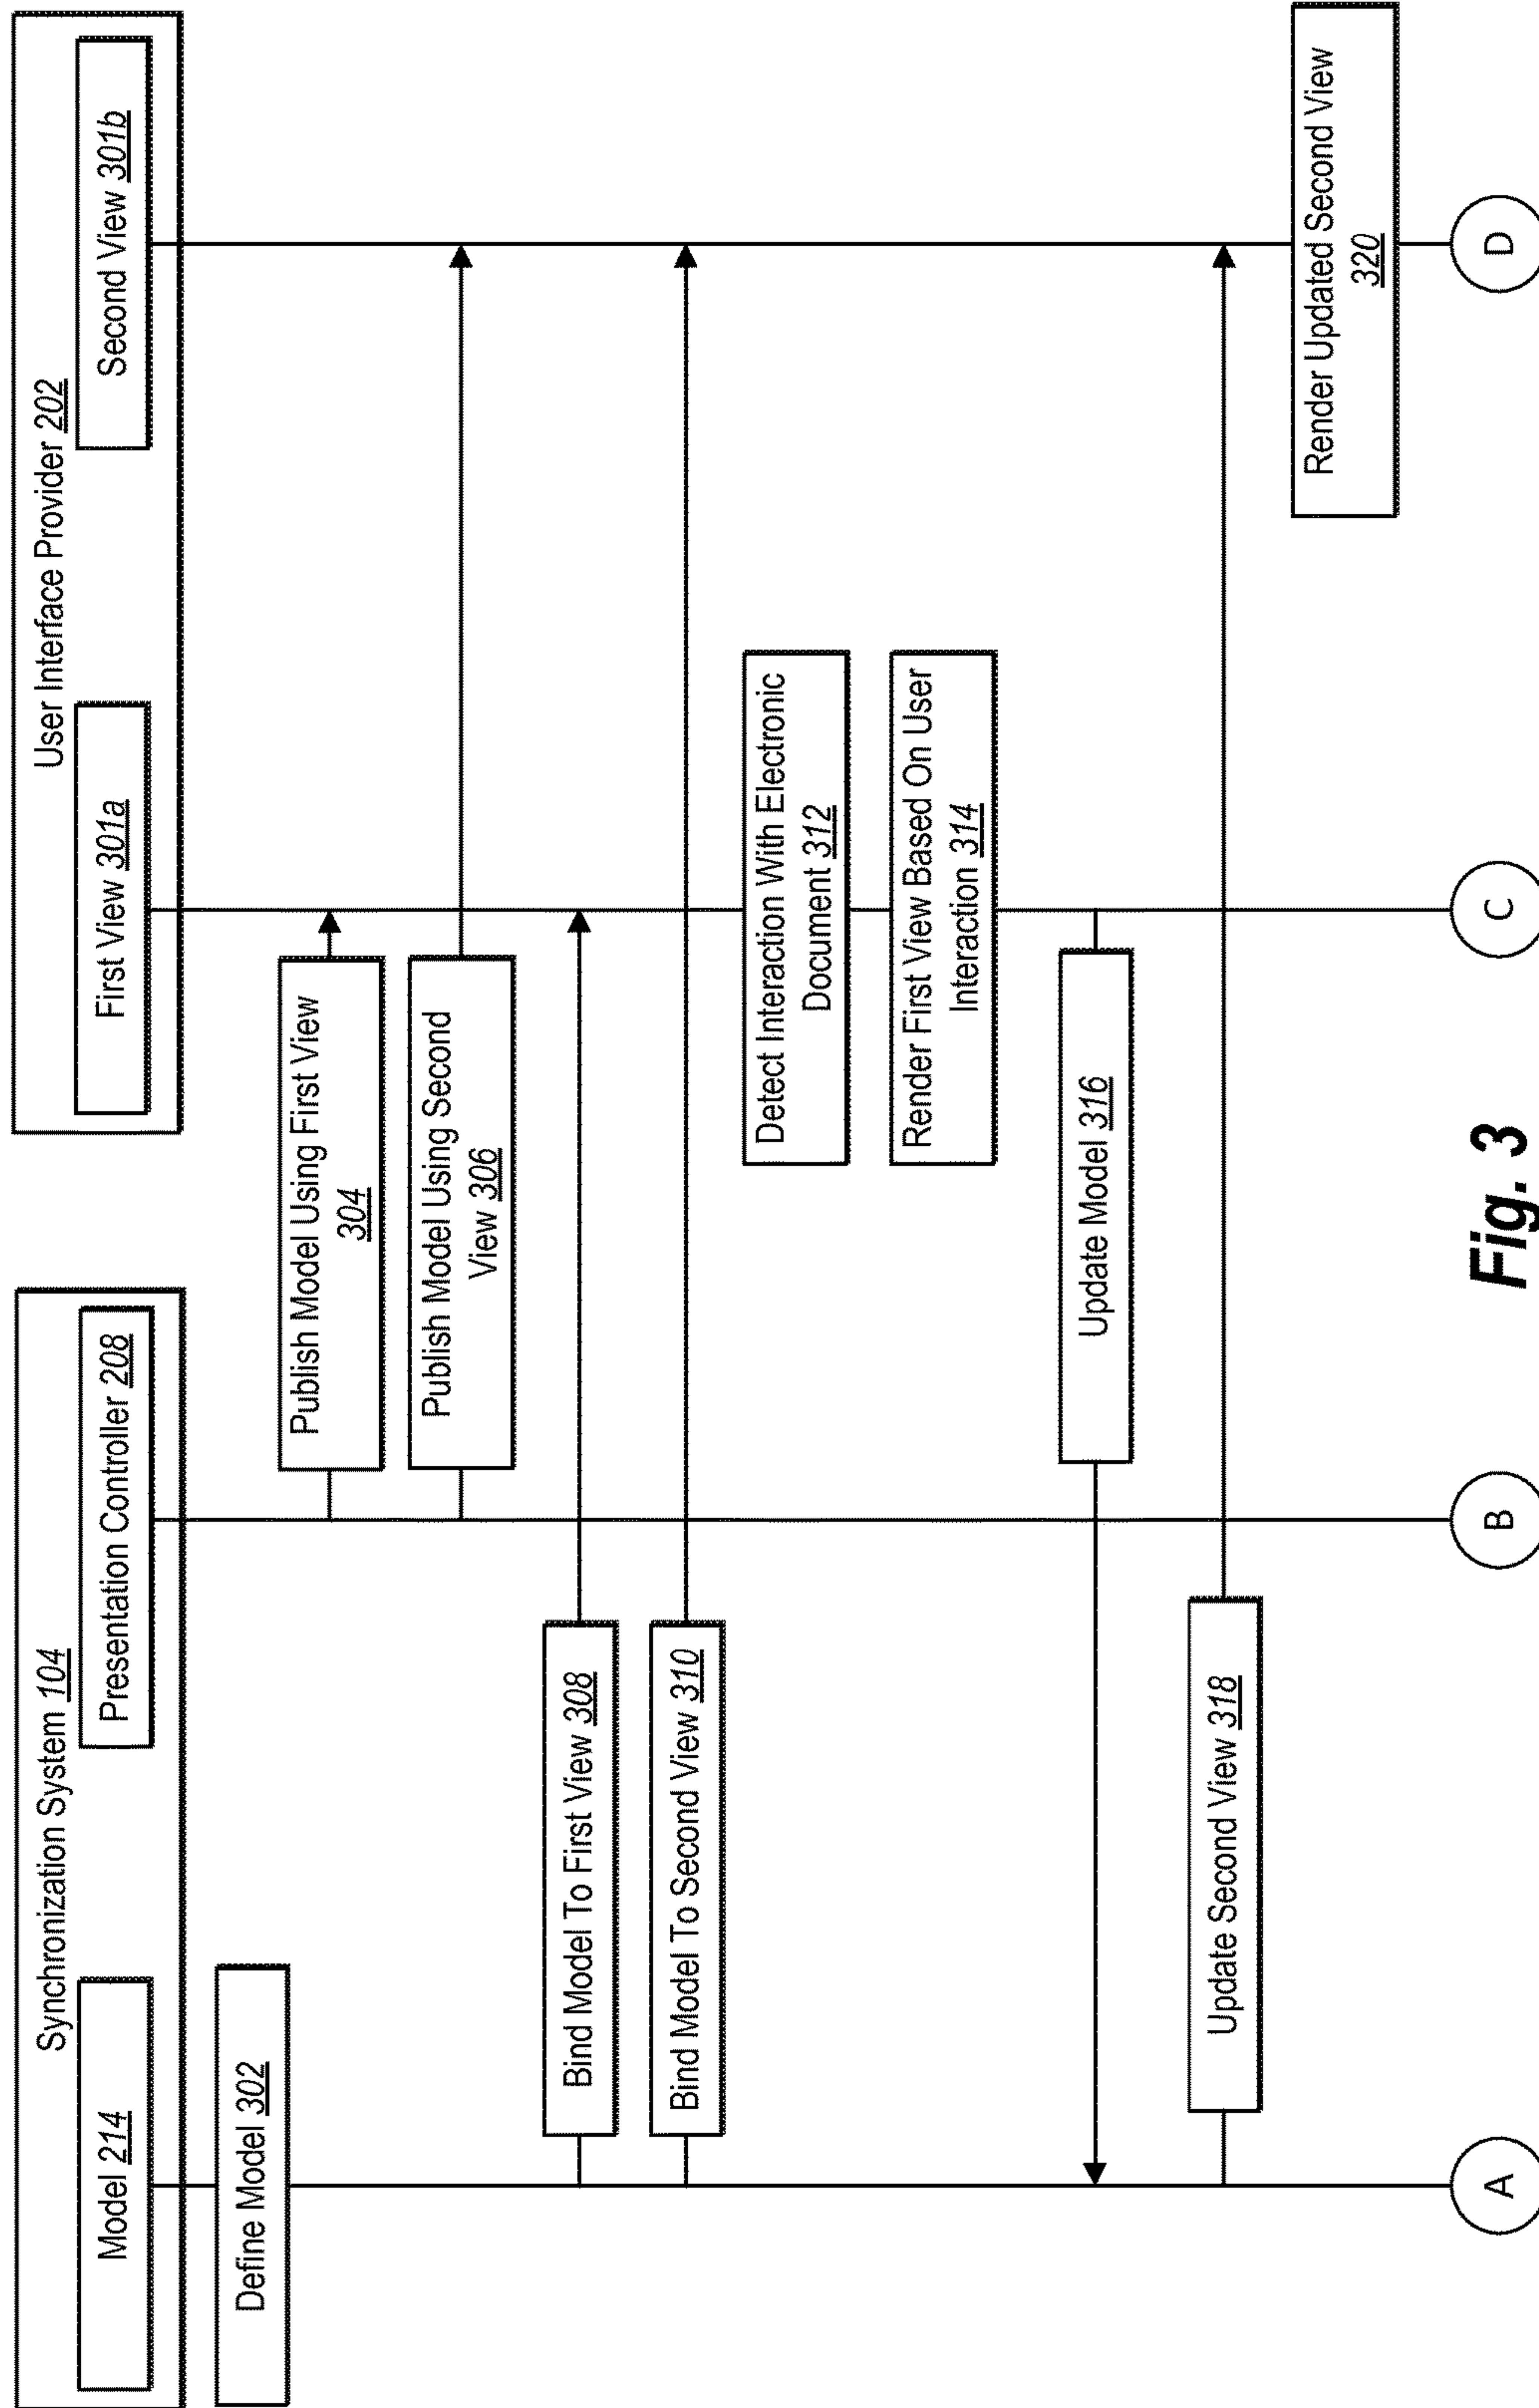 Synchronization System 104
Model 214
Presentation Controller 208
User Interface Provider 202
First View 301a
Second View 301b
Define Model 302
Publish Model Using First View
304
Publish Model Using Second
View 306
Bind Model To First View 308
Bind Model To Second View 310
Detect Interaction With Electronic
Document 312
Render First View Based On User
Interaction 314
Update Model 316
Update Second View 318
Render Updated Second View
320
A
B
C
D
Fig. 3